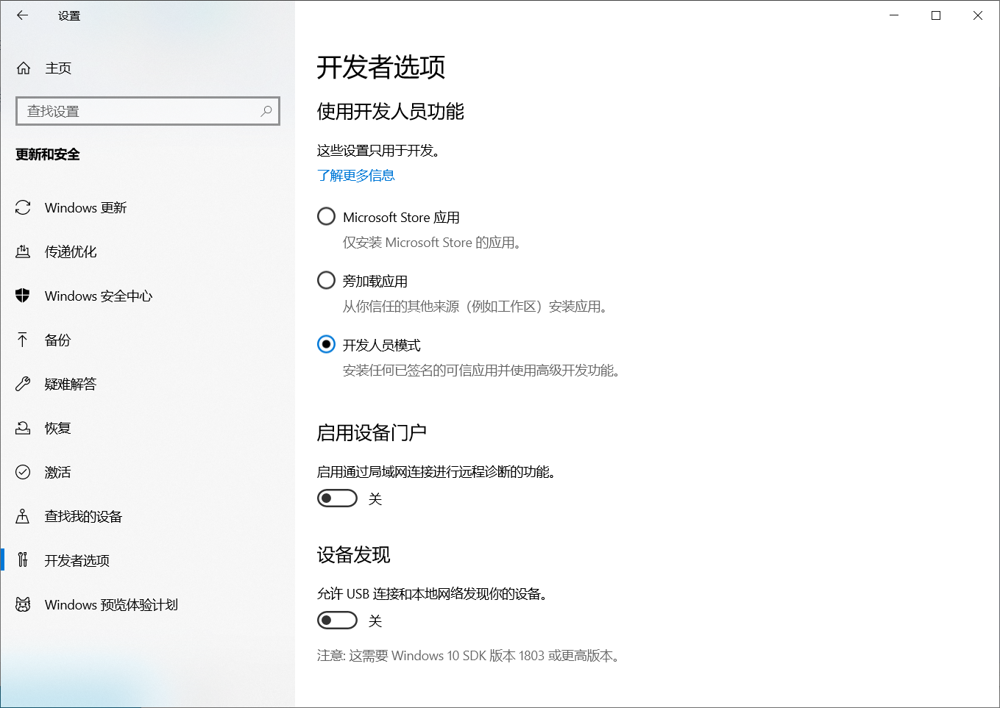 设置
主页
查找设置
更新和安全
Windows 更新
传递优化
Windows 安全中心
备份
疑难解答
恢复
激活
查找我的设备
开发者选项
Windows 预览体验计划
开发者选项
使用开发人员功能
这些设置只用于开发。
了解更多信息
Microsoft Store 应用
仅安装 Microsoft Store 的应用。
旁加载应用
从你信任的其他来源（例如工作区）安装应用。
开发人员模式
安装任何已签名的可信应用并使用高级开发功能。
启用设备门户
启用通过局域网连接进行远程诊断的功能。
关
设备发现
允许 USB 连接和本地网络发现你的设备。
关
注意: 这需要 Windows 10 SDK 版本 1803 或更高版本。